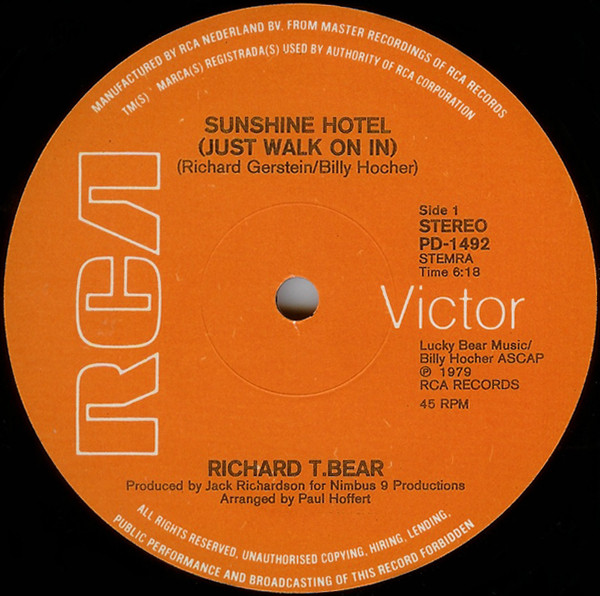 MANUFACTURED BY RCA NEDERLAND BV. FROM MASTER RECORDINGS OF RCA RECORDS
TM(S) MARCA(S) REGISTRADA(S) USED BY AUTHORITY OF RCA CORPORATION
SUNSHINE HOTEL
(JUST WALK ON IN)
(Richard Gerstein/Billy Hocher)
RCA
Side 1
STEREO
PD-1492
STEMRA
Time 6:18
Victor
Lucky Bear Music/
Billy Hocher ASCAP
℗ 1979
RCA RECORDS
45 RPM
RICHARD T.BEAR
Produced by Jack Richardson for Nimbus 9 Productions
Arranged by Paul Hoffert
ALL RIGHTS RESERVED, UNAUTHORISED COPYING, HIRING, LENDING,
PUBLIC PERFORMANCE AND BROADCASTING OF THIS RECORD FORBIDDEN